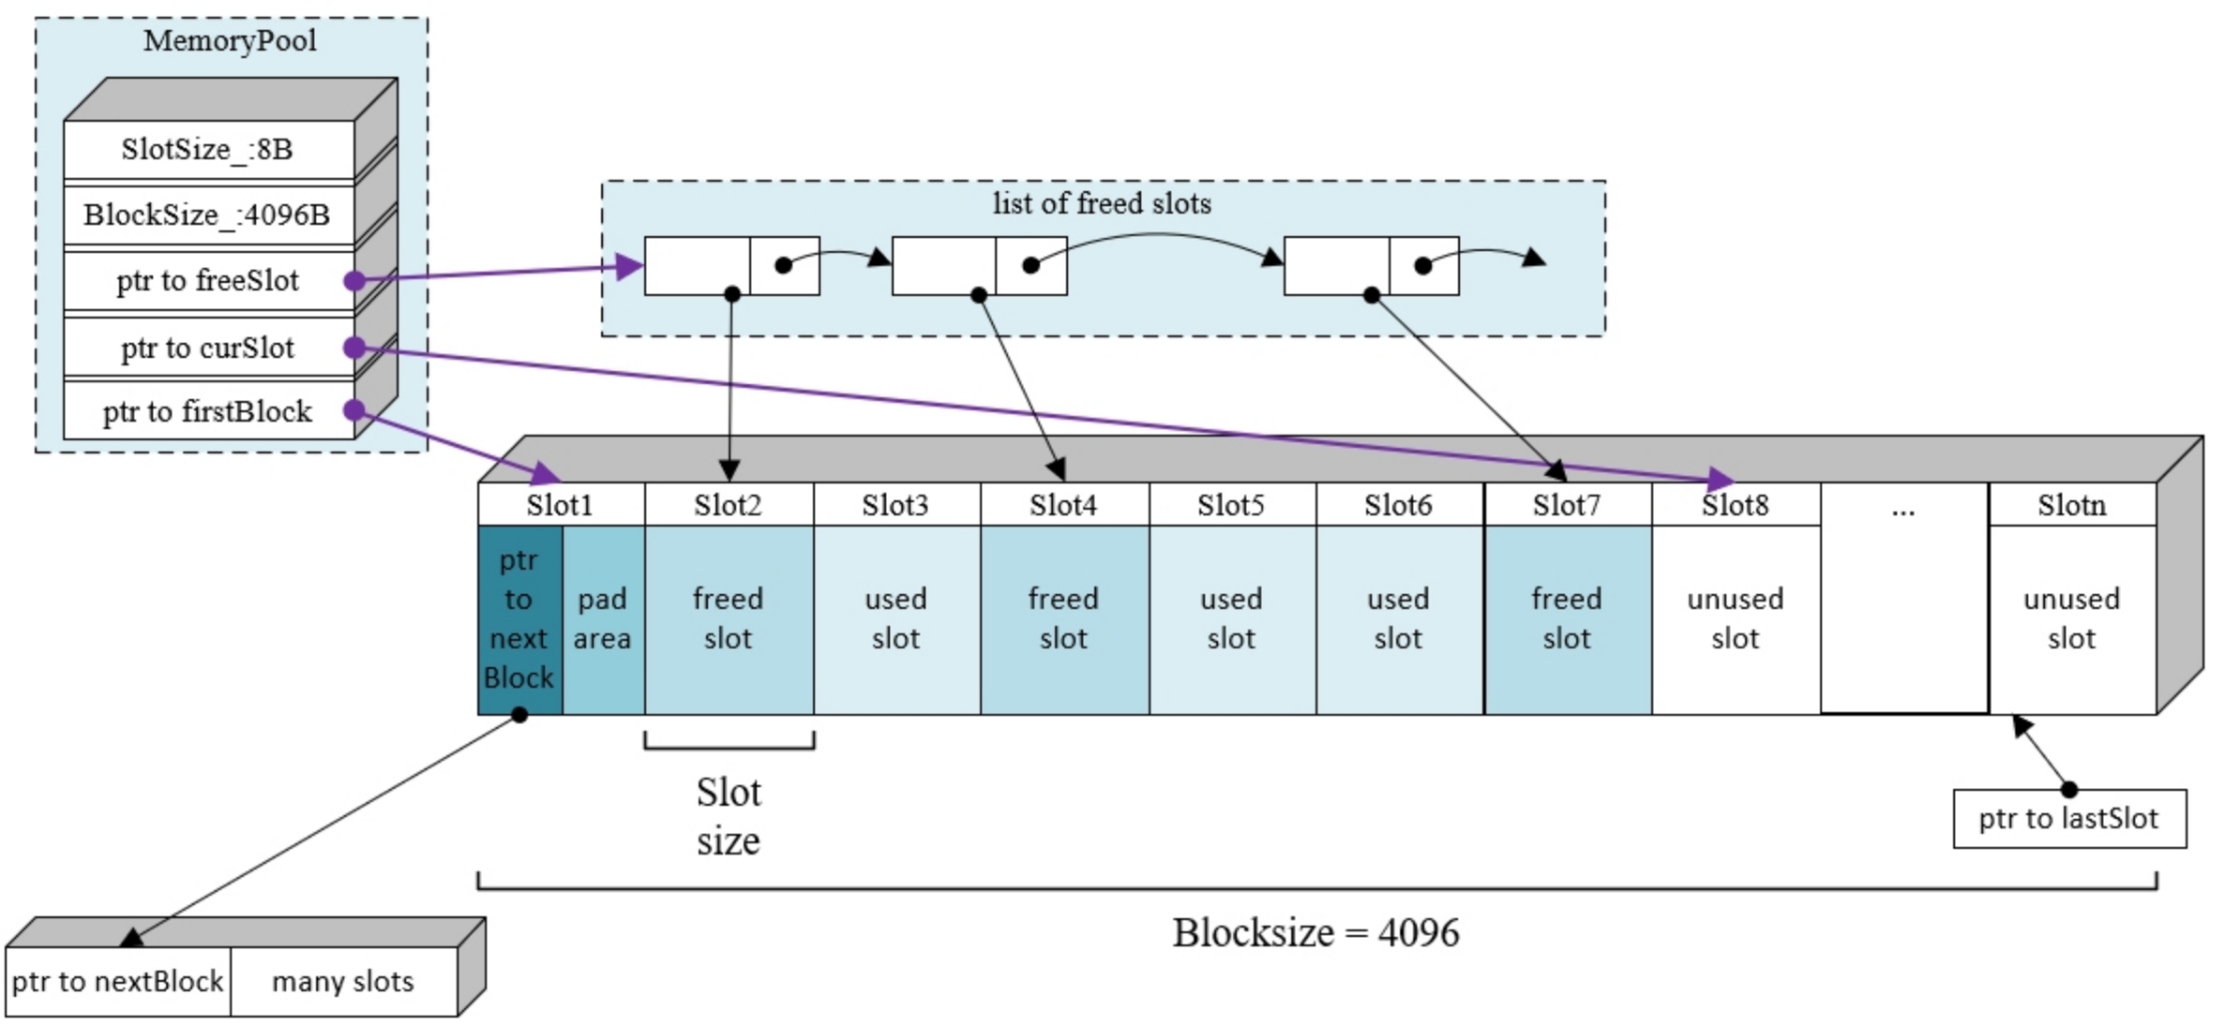 MemoryPool
SlotSize_:8B
BlockSize_:4096B
ptr to freeSlot
ptr to curSlot
ptr to firstBlock
list of freed slots
Slot1
Slot2
Slot3
Slot4
Slot5
Slot6
Slot7
Slot8
...
Slotn
ptr
to
next
Block
pad
area
freed
slot
used
slot
freed
slot
used
slot
used
slot
freed
slot
unused
slot
unused
slot
Slot
size
ptr to lastSlot
Blocksize = 4096
ptr to nextBlock
many slots